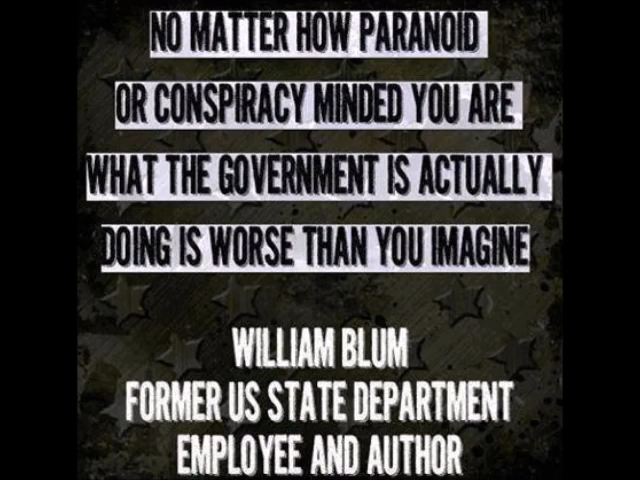 NO MATTER HOW PARANOID
OR CONSPIRACY MINDED YOU ARE
WHAT THE GOVERNMENT IS ACTUALLY
DOING IS WORSE THAN YOU IMAGINE
WILLIAM BLUM
FORMER US STATE DEPARTMENT
EMPLOYEE AND AUTHOR